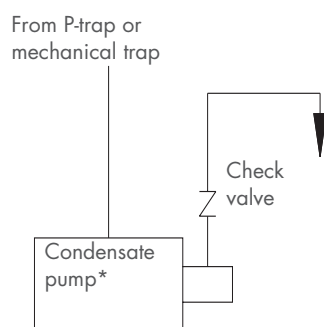 From P-trap or
mechanical trap
Check
valve
Condensate
pump*